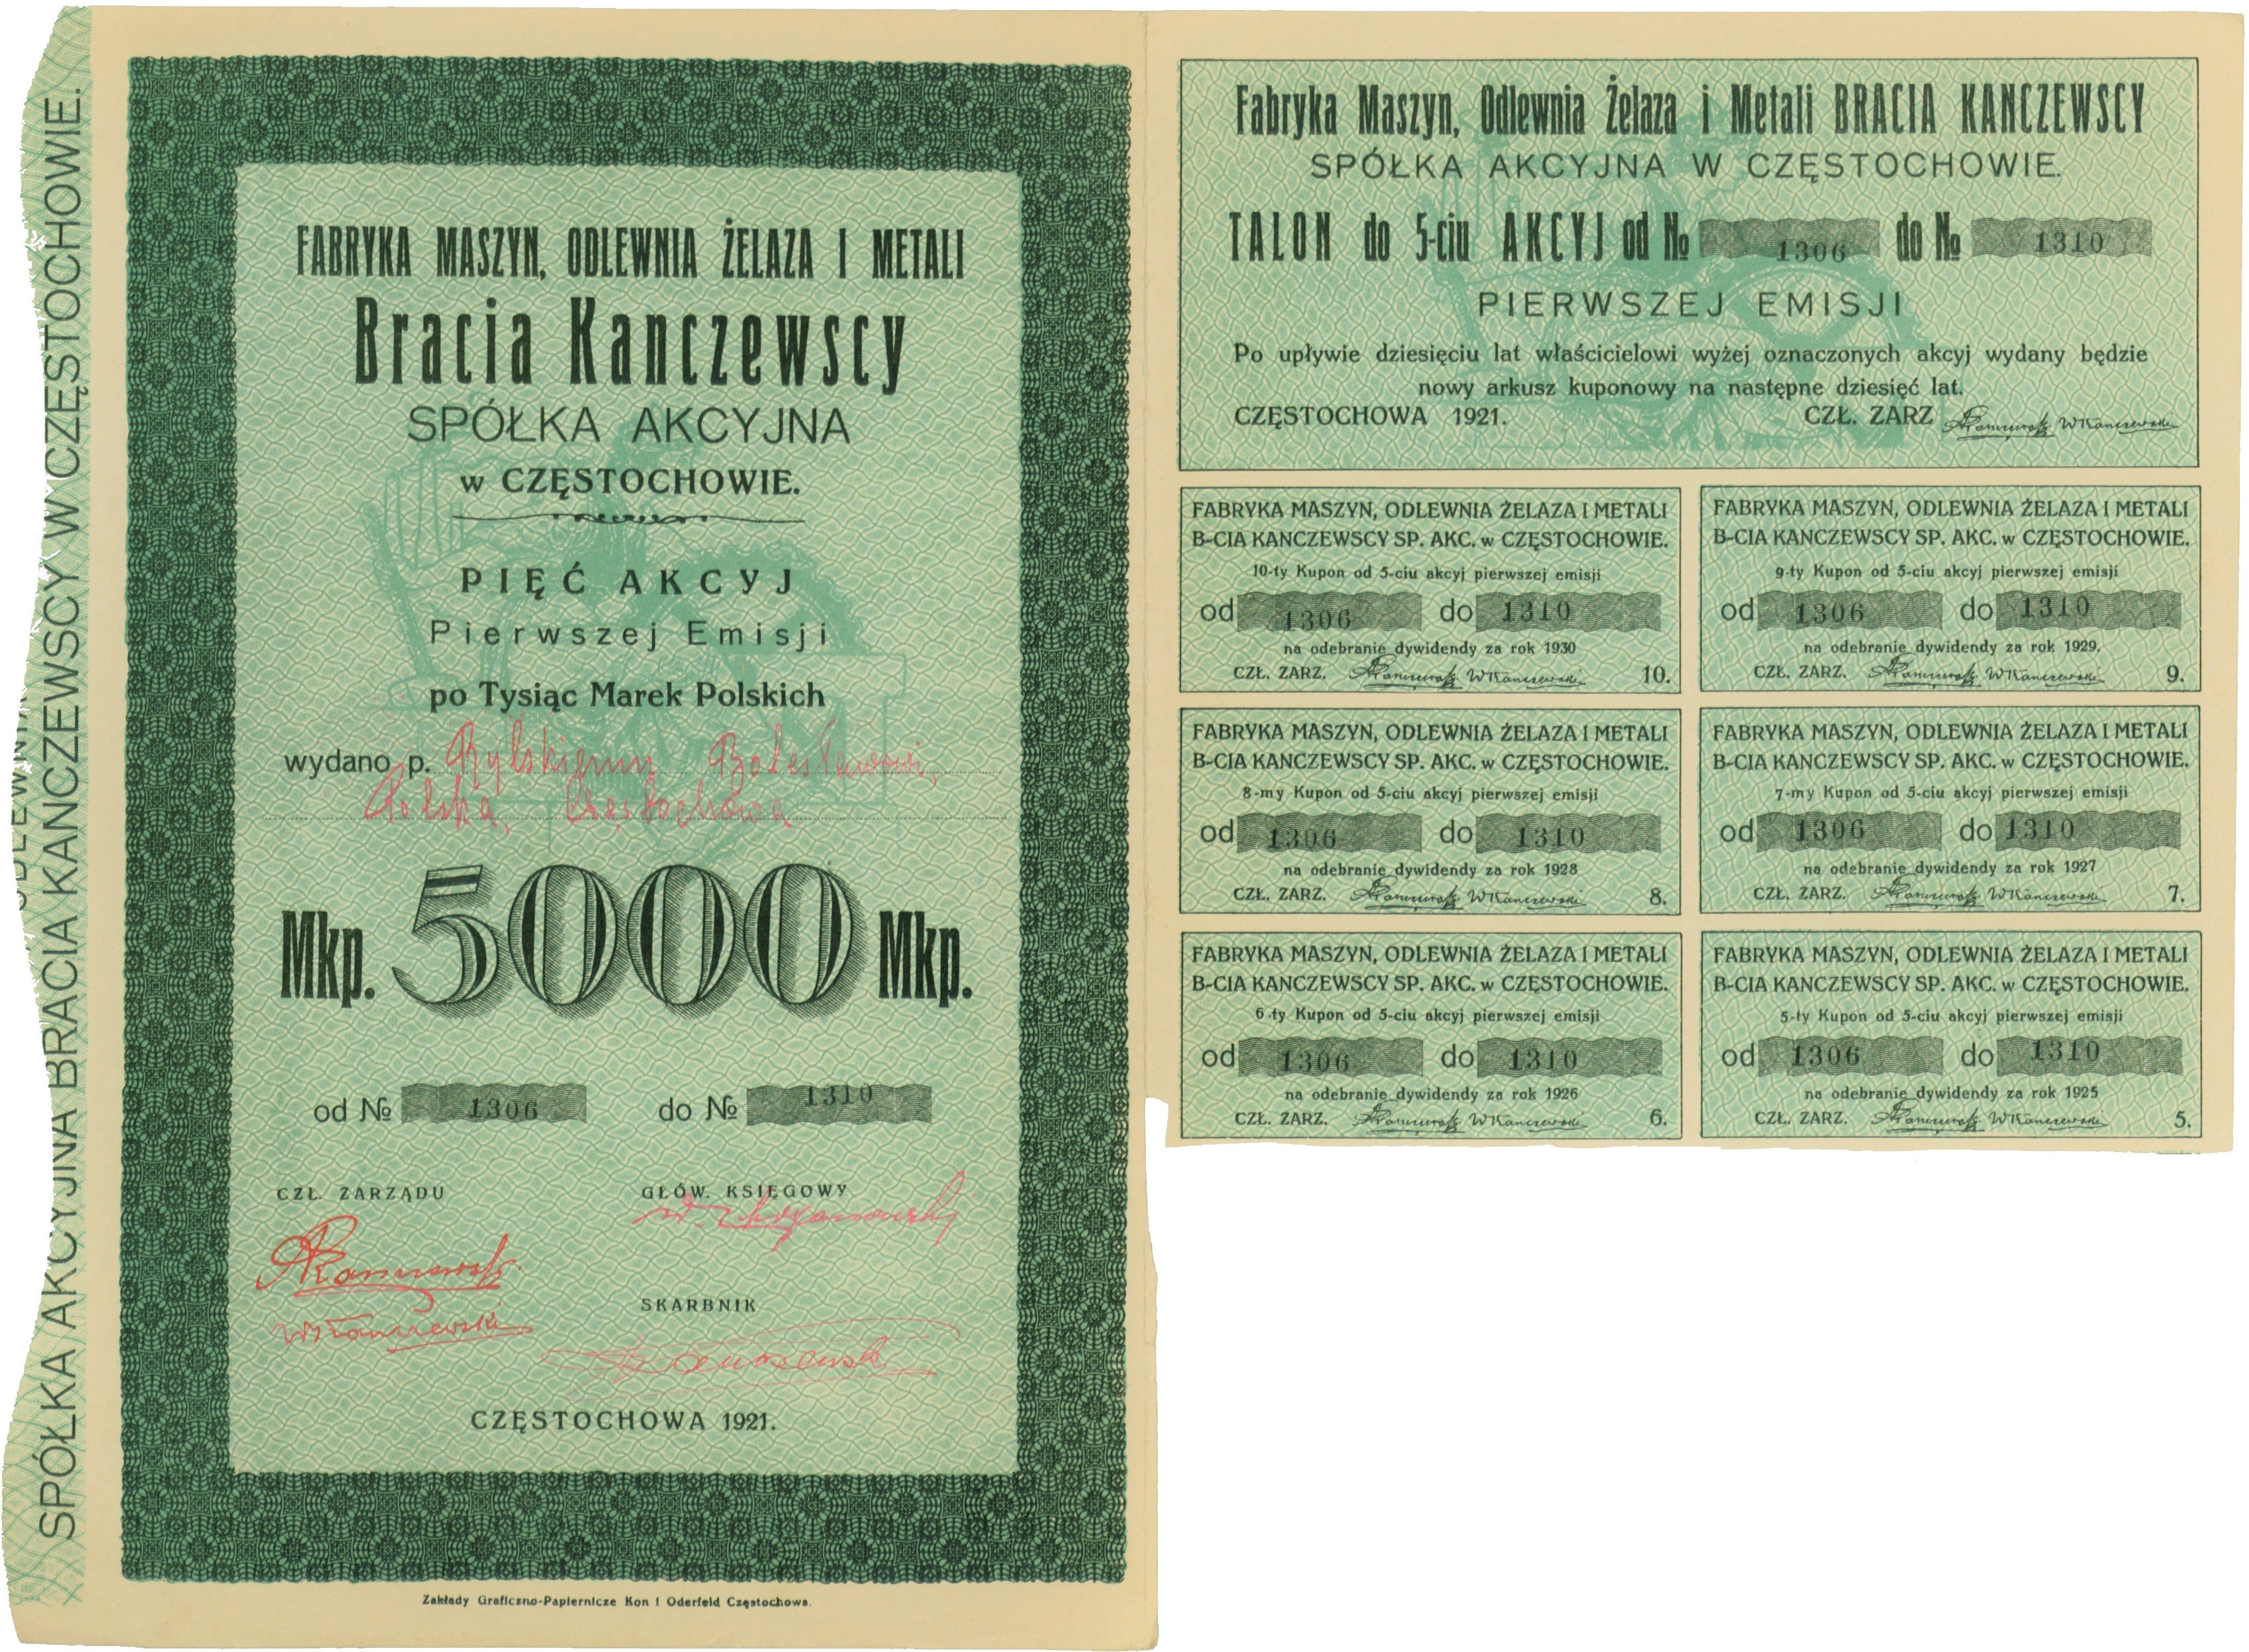 SPÓŁKA AKCYJNA BRACIA KANCZEWSCY W CZĘSTOCHOWIE.
FABRYKA MASZYN, ODLEWNIA ŻELAZA I METALI
Bracia Kanczewscy
SPÓŁKA AKCYJNA
w CZĘSTOCHOWIE.
PIĘĆ AKCYJ
Pierwszej Emisji
po Tysiąc Marek Polskich
wydano p. Rylskiemu Bolesławowi,
Polska, Częstochowa
Mkp. 5000 Mkp.
od № 1306 do № 1310
CZŁ. ZARZĄDU GŁÓW. KSIĘGOWY
WKanczewski
SKARBNIK
CZĘSTOCHOWA 1921.
Zakłady Graficzno-Papiernicze Kon i Oderfeld Częstochowa.
Fabryka Maszyn, Odlewnia Żelaza i Metali BRACIA KANCZEWSCY
SPÓŁKA AKCYJNA W CZĘSTOCHOWIE.
TALON do 5-ciu AKCYJ od № 1306 do № 1310
PIERWSZEJ EMISJI
Po upływie dziesięciu lat właścicielowi wyżej oznaczonych akcyj wydany będzie
nowy arkusz kuponowy na następne dziesięć lat.
CZĘSTOCHOWA 1921. CZŁ. ZARZ WKanczewski
FABRYKA MASZYN, ODLEWNIA ŻELAZA I METALI
B-CIA KANCZEWSCY SP. AKC. w CZĘSTOCHOWIE.
10-ty Kupon od 5-ciu akcyj pierwszej emisji
od 1306 do 1310
na odebranie dywidendy za rok 1930
CZŁ. ZARZ. WKanczewski 10.
FABRYKA MASZYN, ODLEWNIA ŻELAZA I METALI
B-CIA KANCZEWSCY SP. AKC. w CZĘSTOCHOWIE.
9-ty Kupon od 5-ciu akcyj pierwszej emisji
od 1306 do 1310
na odebranie dywidendy za rok 1929.
CZŁ. ZARZ. WKanczewski 9.
FABRYKA MASZYN, ODLEWNIA ŻELAZA I METALI
B-CIA KANCZEWSCY SP. AKC. w CZĘSTOCHOWIE.
8-my Kupon od 5-ciu akcyj pierwszej emisji
od 1306 do 1310
na odebranie dywidendy za rok 1928
CZŁ. ZARZ. WKanczewski 8.
FABRYKA MASZYN, ODLEWNIA ŻELAZA I METALI
B-CIA KANCZEWSCY SP. AKC. w CZĘSTOCHOWIE.
7-my Kupon od 5-ciu akcyj pierwszej emisji
od 1306 do 1310
na odebranie dywidendy za rok 1927
CZŁ. ZARZ. WKanczewski 7.
FABRYKA MASZYN, ODLEWNIA ŻELAZA I METALI
B-CIA KANCZEWSCY SP. AKC. w CZĘSTOCHOWIE.
6-ty Kupon od 5-ciu akcyj pierwszej emisji
od 1306 do 1310
na odebranie dywidendy za rok 1926
CZŁ. ZARZ. WKanczewski 6.
FABRYKA MASZYN, ODLEWNIA ŻELAZA I METALI
B-CIA KANCZEWSCY SP. AKC. w CZĘSTOCHOWIE.
5-ty Kupon od 5-ciu akcyj pierwszej emisji
od 1306 do 1310
na odebranie dywidendy za rok 1925
CZŁ. ZARZ. WKanczewski 5.